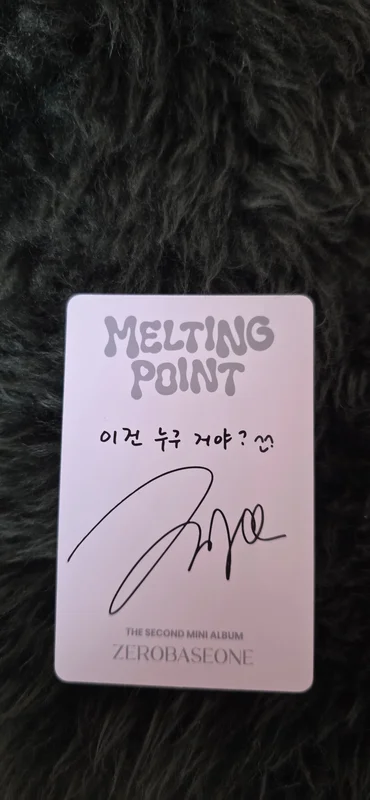 MELTING
POINT
이건 누구 거야? ^^
THE SECOND MINI ALBUM
ZEROBASEONE